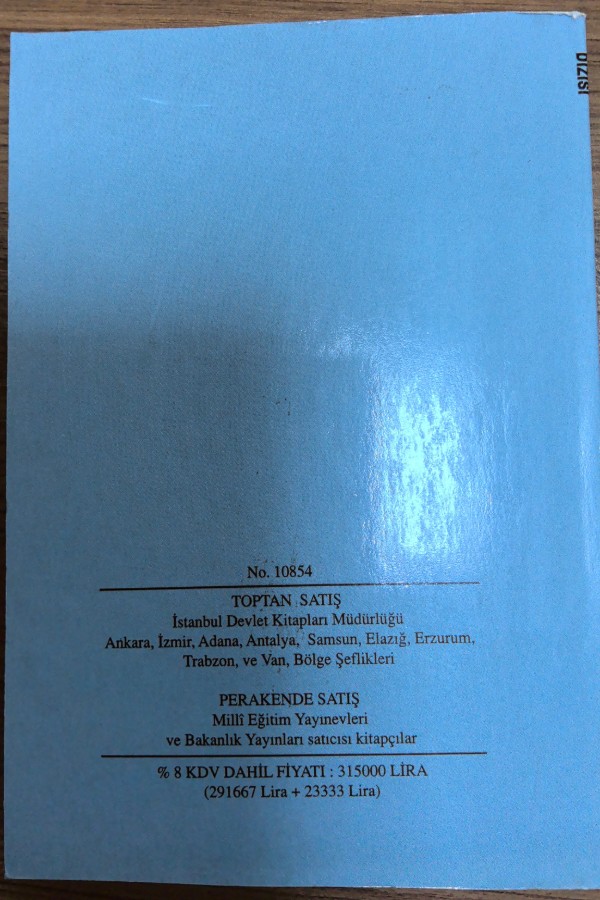 DİZİSİ
No. 10854
TOPTAN SATIŞ
İstanbul Devlet Kitapları Müdürlüğü
Ankara, İzmir, Adana, Antalya, Samsun, Elazığ, Erzurum,
Trabzon, ve Van, Bölge Şeflikleri
PERAKENDE SATIŞ
Millî Eğitim Yayınevleri
ve Bakanlık Yayınları satıcısı kitapçılar
% 8 KDV DAHİL FİYATI : 315000 LİRA
(291667 Lira + 23333 Lira)